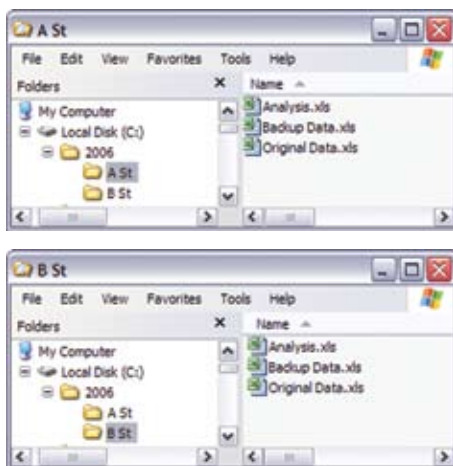 A St
File Edit View Favorites Tools Help
Folders
My Computer
Local Disk (C:)
2006
A St
B St
Name
Analysis.xls
Backup Data.xls
Original Data.xls
B St
File Edit View Favorites Tools Help
Folders
My Computer
Local Disk (C:)
2006
A St
B St
Name
Analysis.xls
Backup Data.xls
Original Data.xls